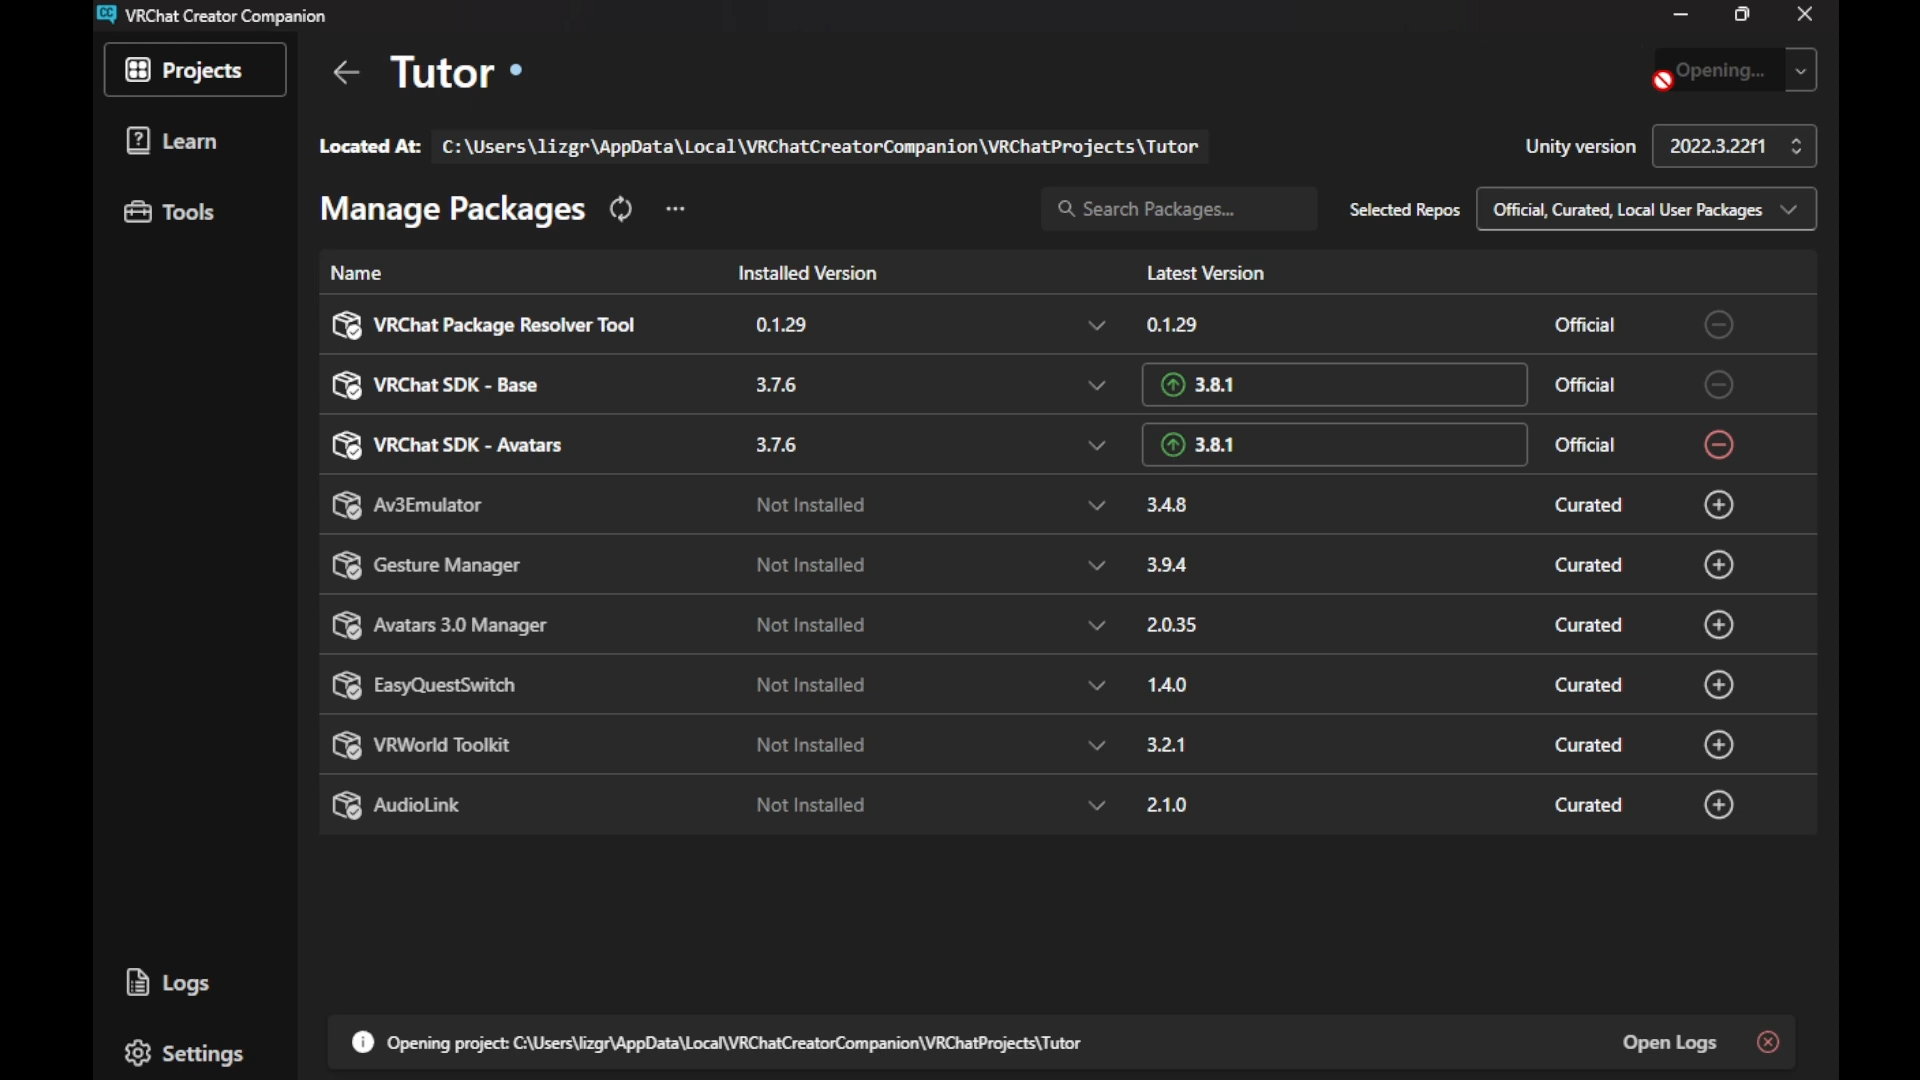 VRChat Creator Companion
Projects
Learn
Tools
Logs
Settings
Tutor
Opening...
Located At: C:\Users\lizgr\AppData\Local\VRChatCreatorCompanion\VRChatProjects\Tutor
Unity version 2022.3.22f1
Manage Packages
Search Packages...
Selected Repos Official, Curated, Local User Packages
Name Installed Version Latest Version
VRChat Package Resolver Tool 0.1.29 0.1.29 Official
VRChat SDK - Base 3.7.6 3.8.1 Official
VRChat SDK - Avatars 3.7.6 3.8.1 Official
Av3Emulator Not Installed 3.4.8 Curated
Gesture Manager Not Installed 3.9.4 Curated
Avatars 3.0 Manager Not Installed 2.0.35 Curated
EasyQuestSwitch Not Installed 1.4.0 Curated
VRWorld Toolkit Not Installed 3.2.1 Curated
AudioLink Not Installed 2.1.0 Curated
Opening project: C:\Users\lizgr\AppData\Local\VRChatCreatorCompanion\VRChatProjects\Tutor
Open Logs